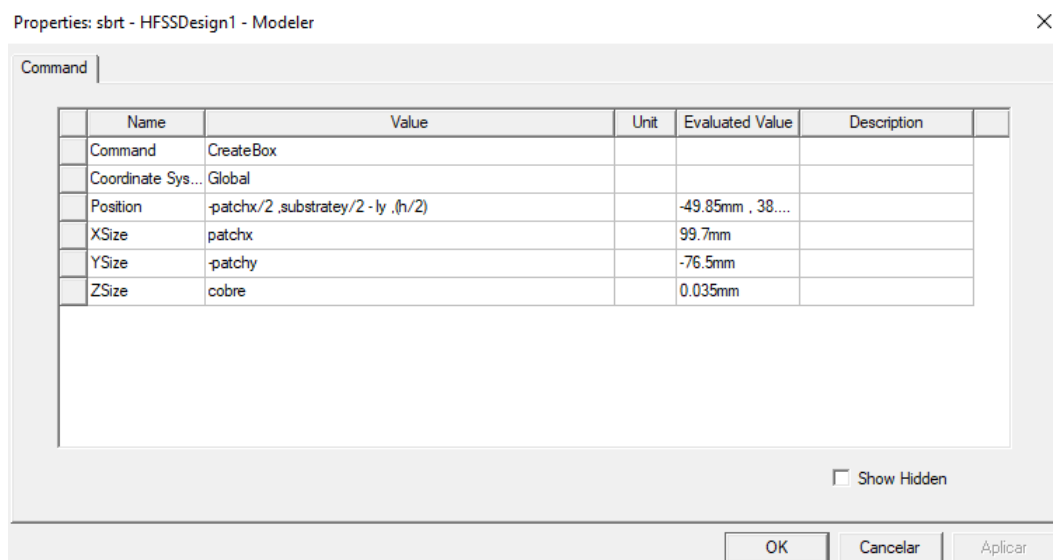 Properties: sbrt - HFSSDesign1 - Modeler
Command
Name Value Unit Evaluated Value Description
Command CreateBox
Coordinate Sys... Global
Position -patchx/2 ,substratey/2 - ly ,(h/2) -49.85mm , 38....
XSize patchx 99.7mm
YSize -patchy -76.5mm
ZSize cobre 0.035mm
Show Hidden
OK Cancelar Aplicar